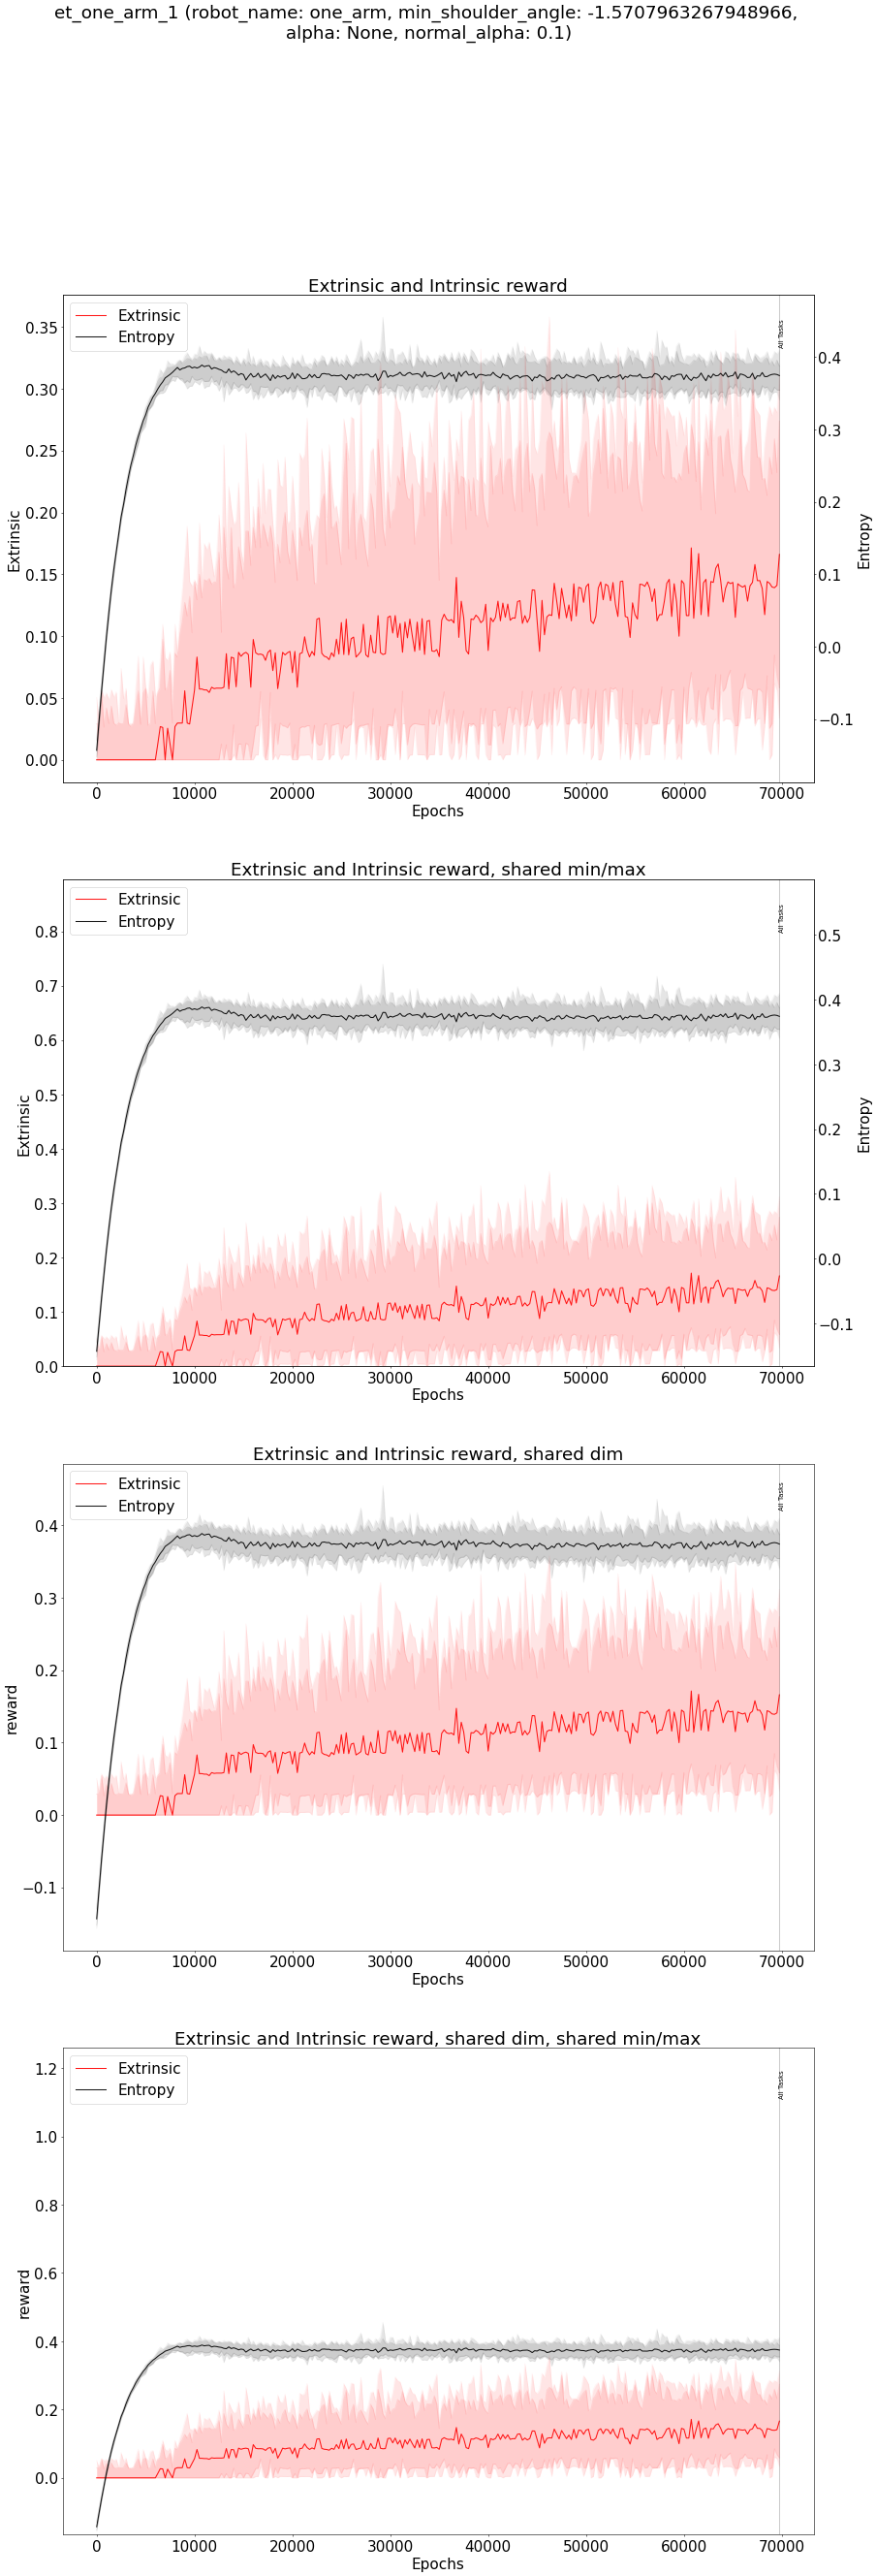 et_one_arm_1 (robot_name: one_arm, min_shoulder_angle: -1.5707963267948966,
alpha: None, normal_alpha: 0.1)
Extrinsic and Intrinsic reward
Extrinsic
Entropy
All Tasks
0.35
0.30
0.25
0.20
0.15
0.10
0.05
0.00
Extrinsic
0.4
0.3
0.2
0.1
0.0
−0.1
Entropy
0 10000 20000 30000 40000 50000 60000 70000
Epochs
Extrinsic and Intrinsic reward, shared min/max
Extrinsic
Entropy
All Tasks
0.8
0.7
0.6
0.5
0.4
0.3
0.2
0.1
0.0
Extrinsic
0.5
0.4
0.3
0.2
0.1
0.0
−0.1
Entropy
0 10000 20000 30000 40000 50000 60000 70000
Epochs
Extrinsic and Intrinsic reward, shared dim
Extrinsic
Entropy
All Tasks
0.4
0.3
0.2
0.1
0.0
−0.1
reward
0 10000 20000 30000 40000 50000 60000 70000
Epochs
Extrinsic and Intrinsic reward, shared dim, shared min/max
Extrinsic
Entropy
All Tasks
1.2
1.0
0.8
0.6
0.4
0.2
0.0
reward
0 10000 20000 30000 40000 50000 60000 70000
Epochs